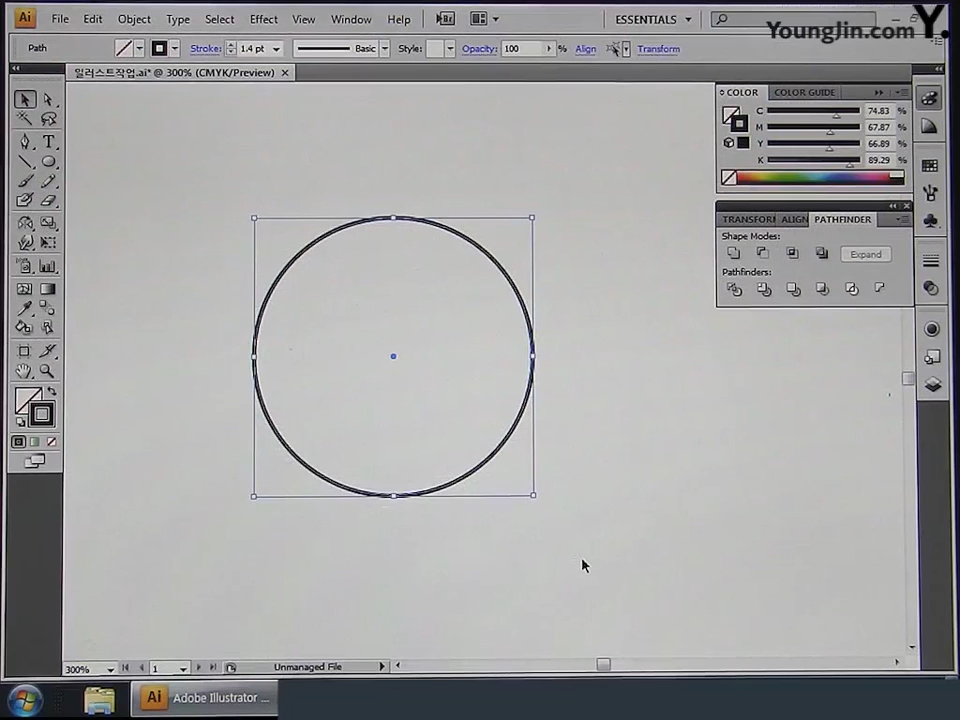 Ai File Edit Object Type Select Effect View Window Help Br ESSENTIALS
YoungJin.com Y.
Path Stroke: 1.4 pt Basic Style: Opacity: 100 % Align Transform
일러스트작업.ai* @ 300% (CMYK/Preview)
COLOR COLOR GUIDE
C 74.83 %
M 67.87 %
Y 66.89 %
K 89.29 %
TRANSFORM ALIGN PATHFINDER
Shape Modes:
Expand
Pathfinders:
300% 1 Unmanaged File
Ai Adobe Illustrator ...